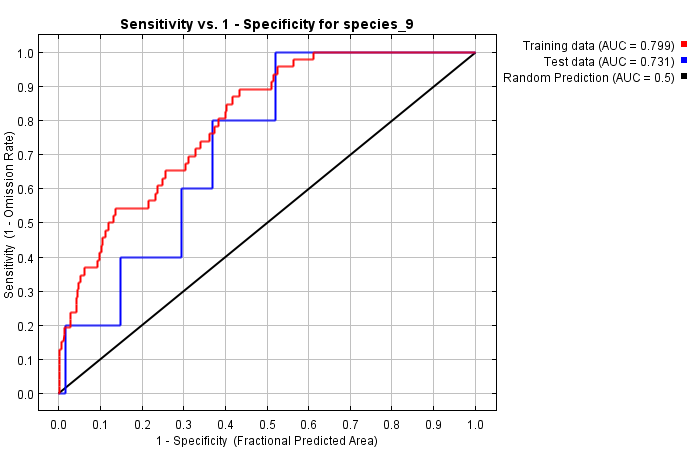 Sensitivity vs. 1 - Specificity for species_9
Training data (AUC = 0.799)
Test data (AUC = 0.731)
Random Prediction (AUC = 0.5)
Sensitivity (1 - Omission Rate)
1.0
0.9
0.8
0.7
0.6
0.5
0.4
0.3
0.2
0.1
0.0
0.0 0.1 0.2 0.3 0.4 0.5 0.6 0.7 0.8 0.9 1.0
1 - Specificity (Fractional Predicted Area)